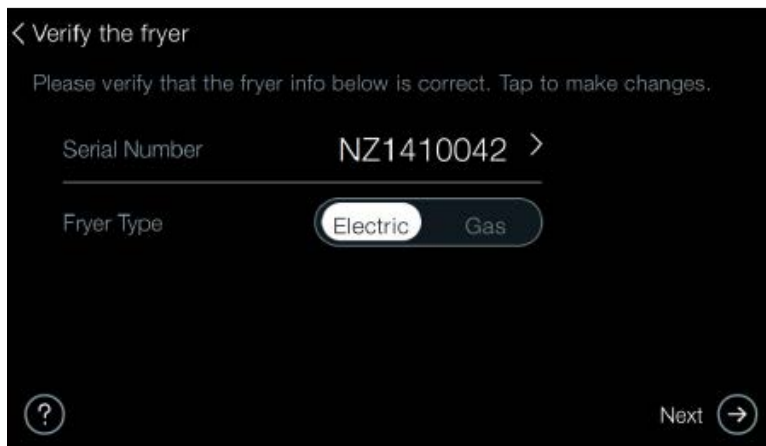 Verify the fryer
Please verify that the fryer info below is correct. Tap to make changes.
Serial Number NZ1410042 >
Fryer Type Electric Gas
? Next →